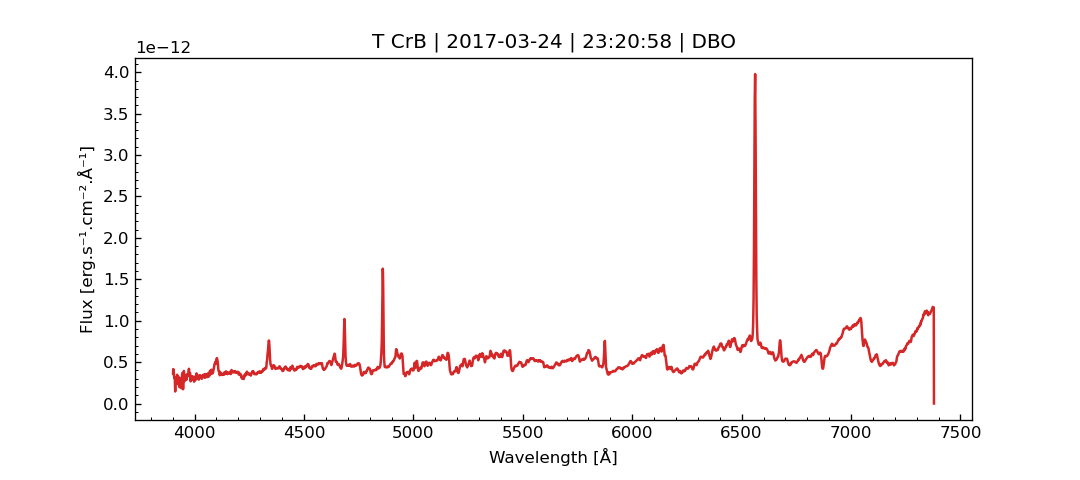 T CrB | 2017-03-24 | 23:20:58 | DBO
1e−12
4.0
3.5
3.0
2.5
2.0
1.5
1.0
0.5
0.0
Flux [erg.s⁻¹.cm⁻².Å⁻¹]
4000 4500 5000 5500 6000 6500 7000 7500
Wavelength [Å]